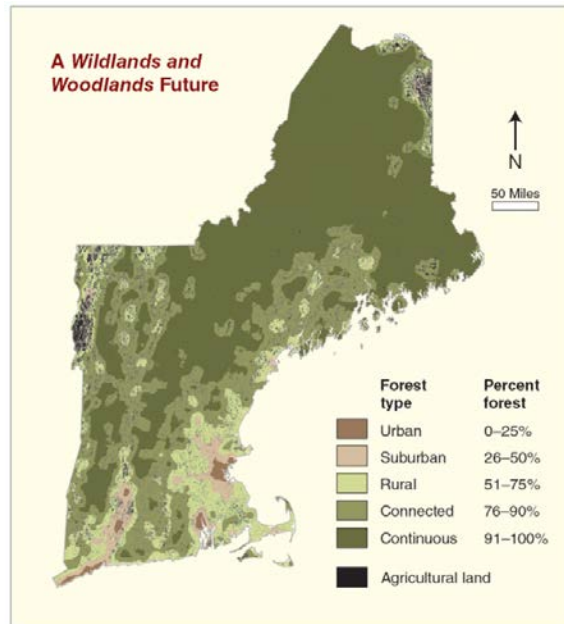 A Wildlands and
Woodlands Future
N
50 Miles
Forest type Percent forest
Urban 0–25%
Suburban 26–50%
Rural 51–75%
Connected 76–90%
Continuous 91–100%
Agricultural land